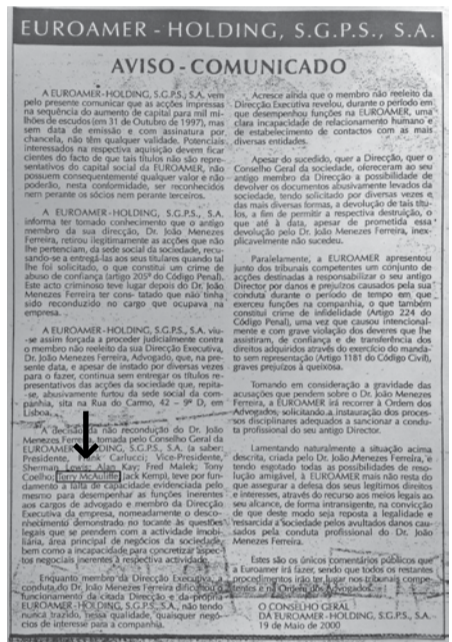 EUROAMER - HOLDING, S.G.P.S., S.A.
AVISO - COMUNICADO
A EUROAMER-HOLDING, S.G.P.S., S.A. vem
pelo presente comunicar que as acções impressas
na sequência do aumento de capital para mil mi-
lhões de escudos (em 31 de Outubro de 1997), mas
sem data de emissão e com assinatura por
chancela, não têm qualquer validade. Potenciais
interessados na respectiva aquisição devem ficar
cientes do facto de que tais títulos não são repre-
sentativos do capital social da EUROAMER, não
possuem consequentemente qualquer valor e não
poderão, nesta conformidade, ser reconhecidos
nem perante os sócios nem perante terceiros.
A EUROAMER-HOLDING, S.G.P.S., S.A.
informa ter tomado conhecimento que o antigo
membro da sua direcção, Dr. João Menezes
Ferreira, retirou ilegitimamente as acções que não
lhe pertenciam, da sede social da sociedade, recu-
sando-se a entregá-las aos seus titulares quando tal
lhe foi solicitado, o que constitui um crime de
abuso de confiança (artigo 205º do Código Penal).
Este acto criminoso teve lugar depois do Dr. João
Menezes Ferreira ter cons- tatado que não tinha
sido reconduzido no cargo que ocupava na
empresa.
A EUROAMER-HOLDING, S.G.P.S., S.A., viu-
-se assim forçada a proceder judicialmente contra
o membro não reeleito da sua Direcção Executiva,
Dr. João Menezes Ferreira, Advogado, que, na pre-
sente data, e apesar de instado por diversas vezes
para o fazer, continua sem entregar os títulos re-
presentativos das acções da sociedade que, repita-
-se, abusivamente furtou da sede social da com-
panhia, sita na Rua do Carmo, 42 – 9º D, em
Lisboa.
A decisão da não recondução do Dr. João
Menezes Ferreira, tomada pelo Conselho Geral da
EUROAMER-HOLDING, S.G.P.S., S.A. (a saber:
Presidente, Frank Carlucci; Vice-Presidente,
Sherman Lewis; Alan Kay; Fred Malek; Tony
Coelho; Torry McAuliffe; Jack Kemp), teve por fun-
damento a falta de capacidade evidenciada pelo
mesmo para desempenhar as funções inerentes
aos cargos de advogado e membro da Direcção
Executiva da empresa, nomeadamente o desco-
nhecimento demonstrado no tocante às questões
legais que se prendem com a actividade imobi-
liária, área principal de negócios da sociedade,
bem como a incapacidade para concretizar aspec-
tos negociais inerentes à respectiva actividade.
Enquanto membro da Direcção Executiva, a
conduta do Dr. João Menezes Ferreira dificultou o
funcionamento da citada Direcção e da própria
EUROAMER-HOLDING, S.G.P.S., S.A., não tendo
nunca trazido, nessa qualidade, quaisquer negó-
cios de interesse para a companhia.
Acresce ainda que o membro não reeleito da
Direcção Executiva revelou, durante o período em
que desempenhou funções na EUROAMER, uma
clara incapacidade de relacionamento humano e
de estabelecimento de contactos com as mais
diversas entidades.
Apesar do sucedido, quer a Direcção, quer o
Conselho Geral da sociedade, ofereceram ao seu
antigo membro da Direcção a possibilidade de
devolver os documentos abusivamente levados da
sociedade, tendo solicitado por diversas vezes e,
das mais diversas formas, a devolução de tais títu-
los, a fim de permitir a respectiva destruição, o
que até à data, apesar de prometida essa
devolução pelo Dr. João Menezes Ferreira, inex-
plicavelmente não sucedeu.
Paralelamente, a EUROAMER apresentou
junto dos tribunais competentes um conjunto de
acções destinadas a responsabilizar o seu antigo
Director por danos e prejuízos causados pela sua
conduta durante o período de tempo em que
exerceu funções na companhia, o que também
constitui crime de infidelidade (Artigo 224 do
Código Penal), uma vez que causou intencional-
mente e com grave violação dos deveres que lhe
assistiram, de confiança e de transferência dos
direitos adquiridos através do exercício do manda-
to sem representação (Artigo 1181 do Código Civil),
graves prejuízos à queixosa.
Tomando em consideração a gravidade das
acusações que pendem sobre o Dr. João Menezes
Ferreira, a EUROAMER irá recorrer à Ordem dos
Advogados, solicitando a instauração dos proces-
sos disciplinares adequados a sancionar a condu-
ta profissional do seu antigo Director.
Lamentando naturalmente a situação acima
descrita, criada pelo Dr. João Menezes Ferreira, e
tendo esgotado todas as possibilidades de reso-
lução amigável, à EUROAMER mais não resta do
que assegurar a defesa dos seus legítimos direitos
e interesses, através do recurso aos meios legais ao
seu alcance, de forma intransigente, na convicção
de que deste modo seja reposta a legalidade e
ressarcida a sociedade pelos avultados danos cau-
sados pela conduta profissional do Dr. João
Menezes Ferreira.
Estes são os únicos comentários públicos que
a Euroamer irá fazer, sendo que todos os restantes
procedimentos irão ter lugar nos tribunais compe-
tentes e na Ordem dos Advogados.
O CONSELHO GERAL
DA EUROAMER-HOLDING, S.G.P.S., S.A.
19 de Maio de 2000